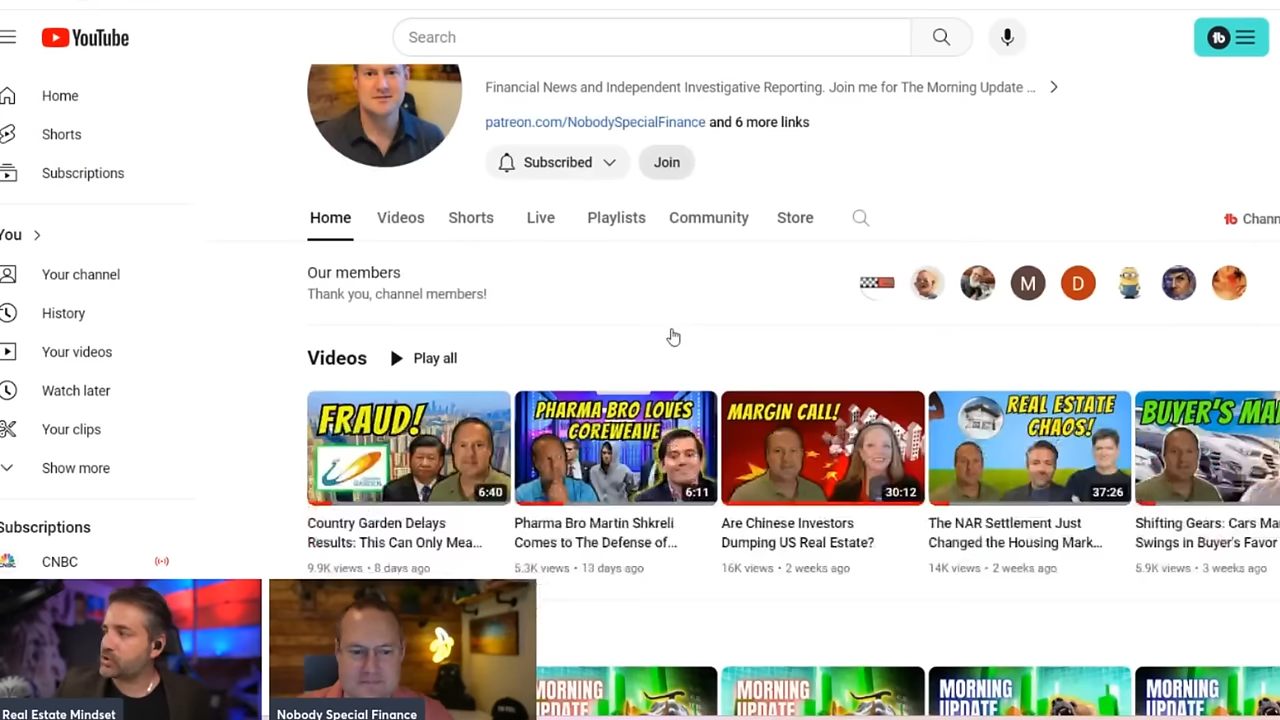 YouTube
Search
Home
Shorts
Subscriptions
You
Your channel
History
Your videos
Watch later
Your clips
Show more
Subscriptions
CNBC
Financial News and Independent Investigative Reporting. Join me for The Morning Update ...
patreon.com/NobodySpecialFinance and 6 more links
Subscribed
Join
Home Videos Shorts Live Playlists Community Store
tb Chann
Our members
Thank you, channel members!
M
D
Videos
Play all
FRAUD!
6:40
Country Garden Delays
Results: This Can Only Mea...
9.9K views • 8 days ago
PHARMA BRO LOVES
COREWEAVE
6:11
Pharma Bro Martin Shkreli
Comes to The Defense of...
5.3K views • 13 days ago
MARGIN CALL!
30:12
Are Chinese Investors
Dumping US Real Estate?
16K views • 2 weeks ago
REAL ESTATE
CHAOS!
37:26
The NAR Settlement Just
Changed the Housing Mark...
14K views • 2 weeks ago
BUYER'S MA
Shifting Gears: Cars Ma
Swings in Buyer's Favor
5.9K views • 3 weeks ago
MORNING
UPDATE
MORNING
UPDATE
MORNING
UPDATE
MORNING
UPDATE
Real Estate Mindset
Nobody Special Finance